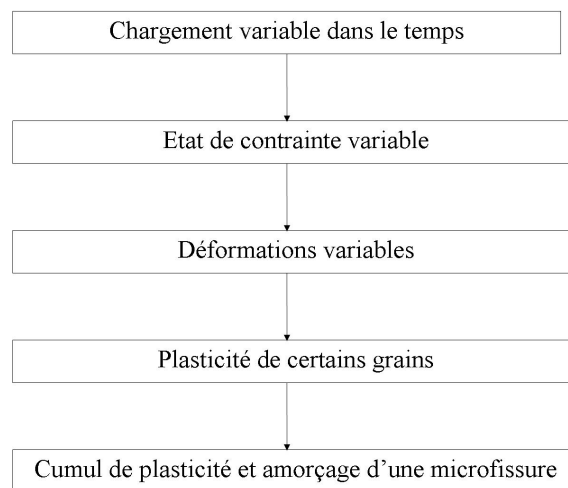 Chargement variable dans le temps
Etat de contrainte variable
Déformations variables
Plasticité de certains grains
Cumul de plasticité et amorçage d’une microfissure